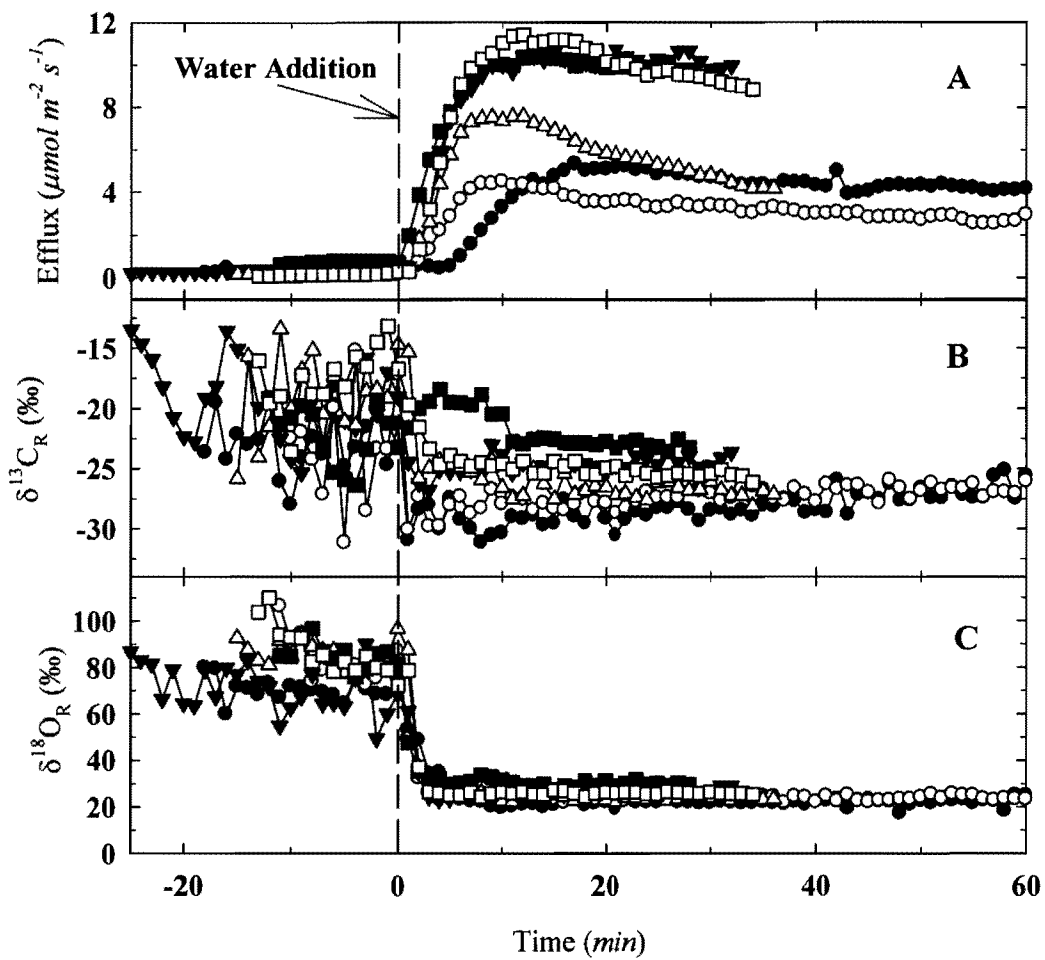 12
8
4
0
Efflux (µmol m⁻² s⁻¹)
Water Addition
A
-15
-20
-25
-30
δ¹³C_R (‰)
B
100
80
60
40
20
0
δ¹⁸O_R (‰)
C
-20 0 20 40 60
Time (min)